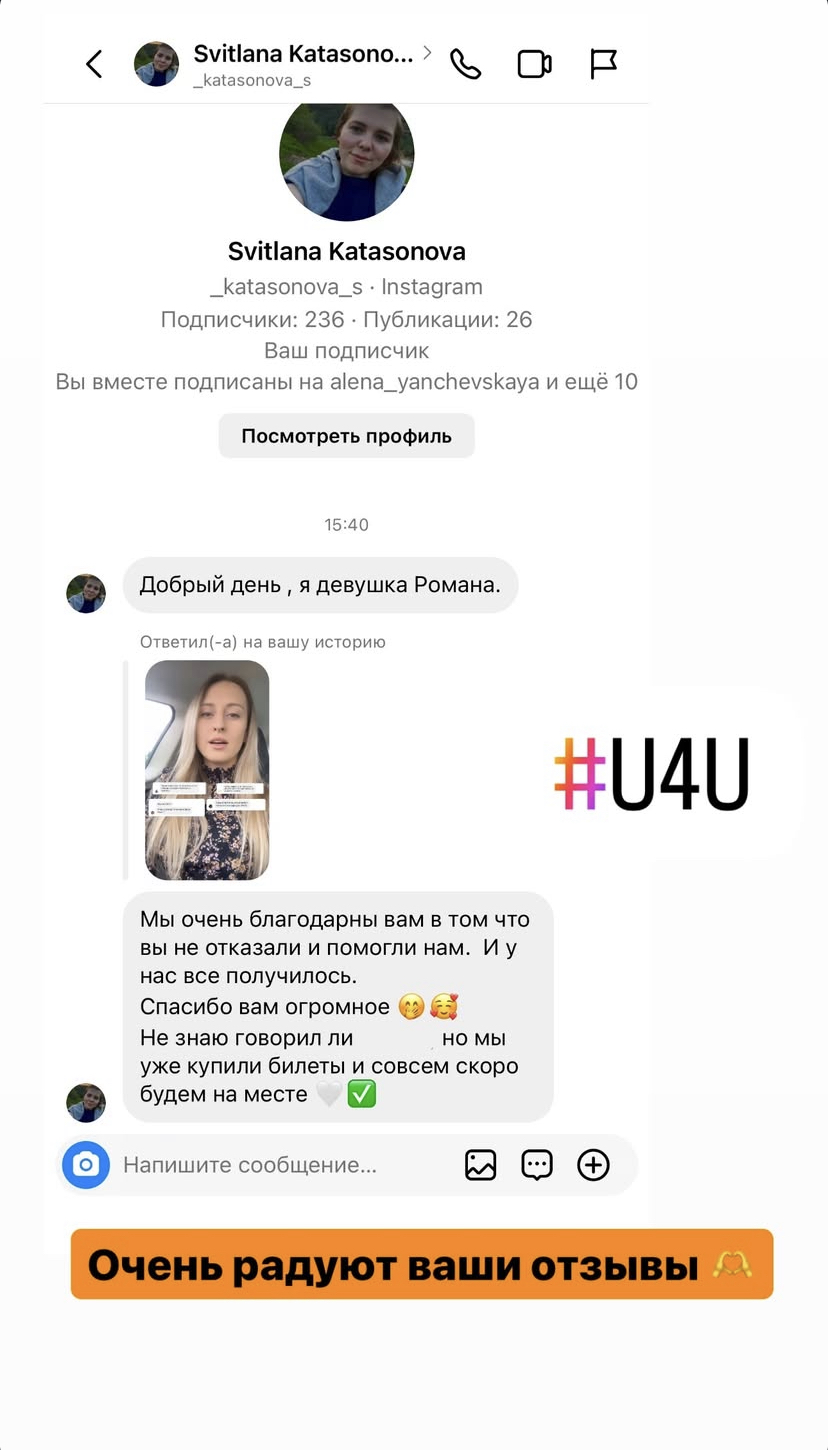 Svitlana Katasono...
_katasonova_s
Svitlana Katasonova
_katasonova_s · Instagram
Подписчики: 236 · Публикации: 26
Ваш подписчик
Вы вместе подписаны на alena_yanchevskaya и ещё 10
Посмотреть профиль
15:40
Добрый день , я девушка Романа.
Ответил(-а) на вашу историю
#U4U
Мы очень благодарны вам в том что
вы не отказали и помогли нам.  И у
нас все получилось.
Спасибо вам огромное 🤭🥰
Не знаю говорил ли но мы
уже купили билеты и совсем скоро
будем на месте 🤍✅
Напишите сообщение...
Очень радуют ваши отзывы 🫶